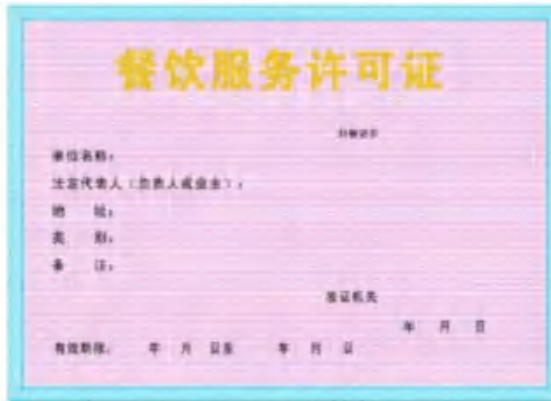 餐饮服务许可证
单位名称：
法定代表人（负责人或业主）：
地 址：
类 别：
备 注：
发证机关
年 月 日
有效期限： 年 月 日至 年 月 日